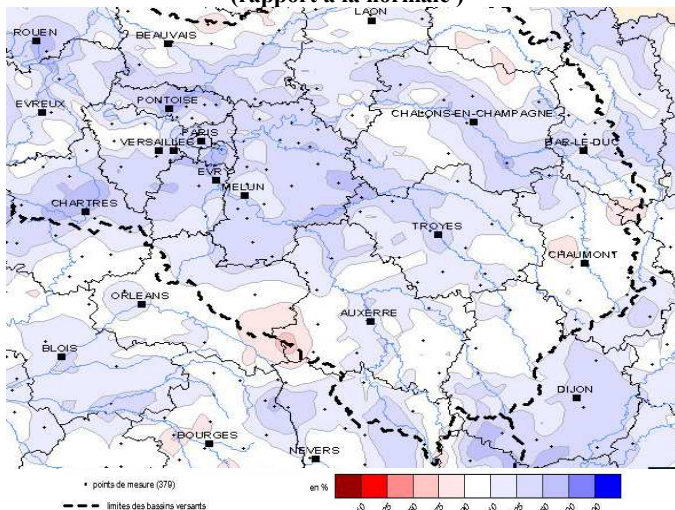 (rapport à la normale )
LAON
ROUEN
BEAUVAIS
EVREUX
PONTOISE
CHALONS-EN-CHAMPAGNE
PARIS
VERSAILLES
BAR-LE-DUC
EVRY
MELUN
CHARTRES
TROYES
CHAUMONT
ORLEANS
AUXERRE
BLOIS
DIJON
BOURGES
NEVERS
points de mesure (379)
en %
limites des bassins versants